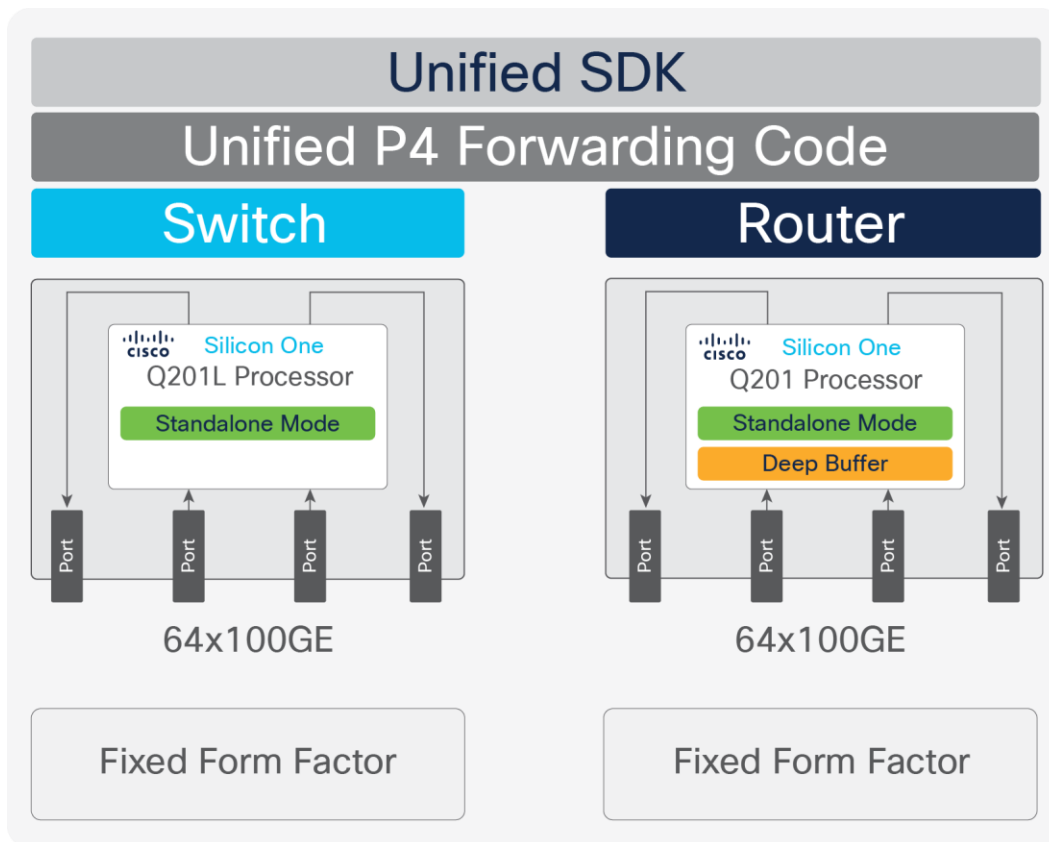 Unified SDK
Unified P4 Forwarding Code
Switch
CISCO
Silicon One
Q201L Processor
Standalone Mode
Port
Port
Port
Port
64x100GE
Fixed Form Factor
Router
CISCO
Silicon One
Q201 Processor
Standalone Mode
Deep Buffer
Port
Port
Port
Port
64x100GE
Fixed Form Factor